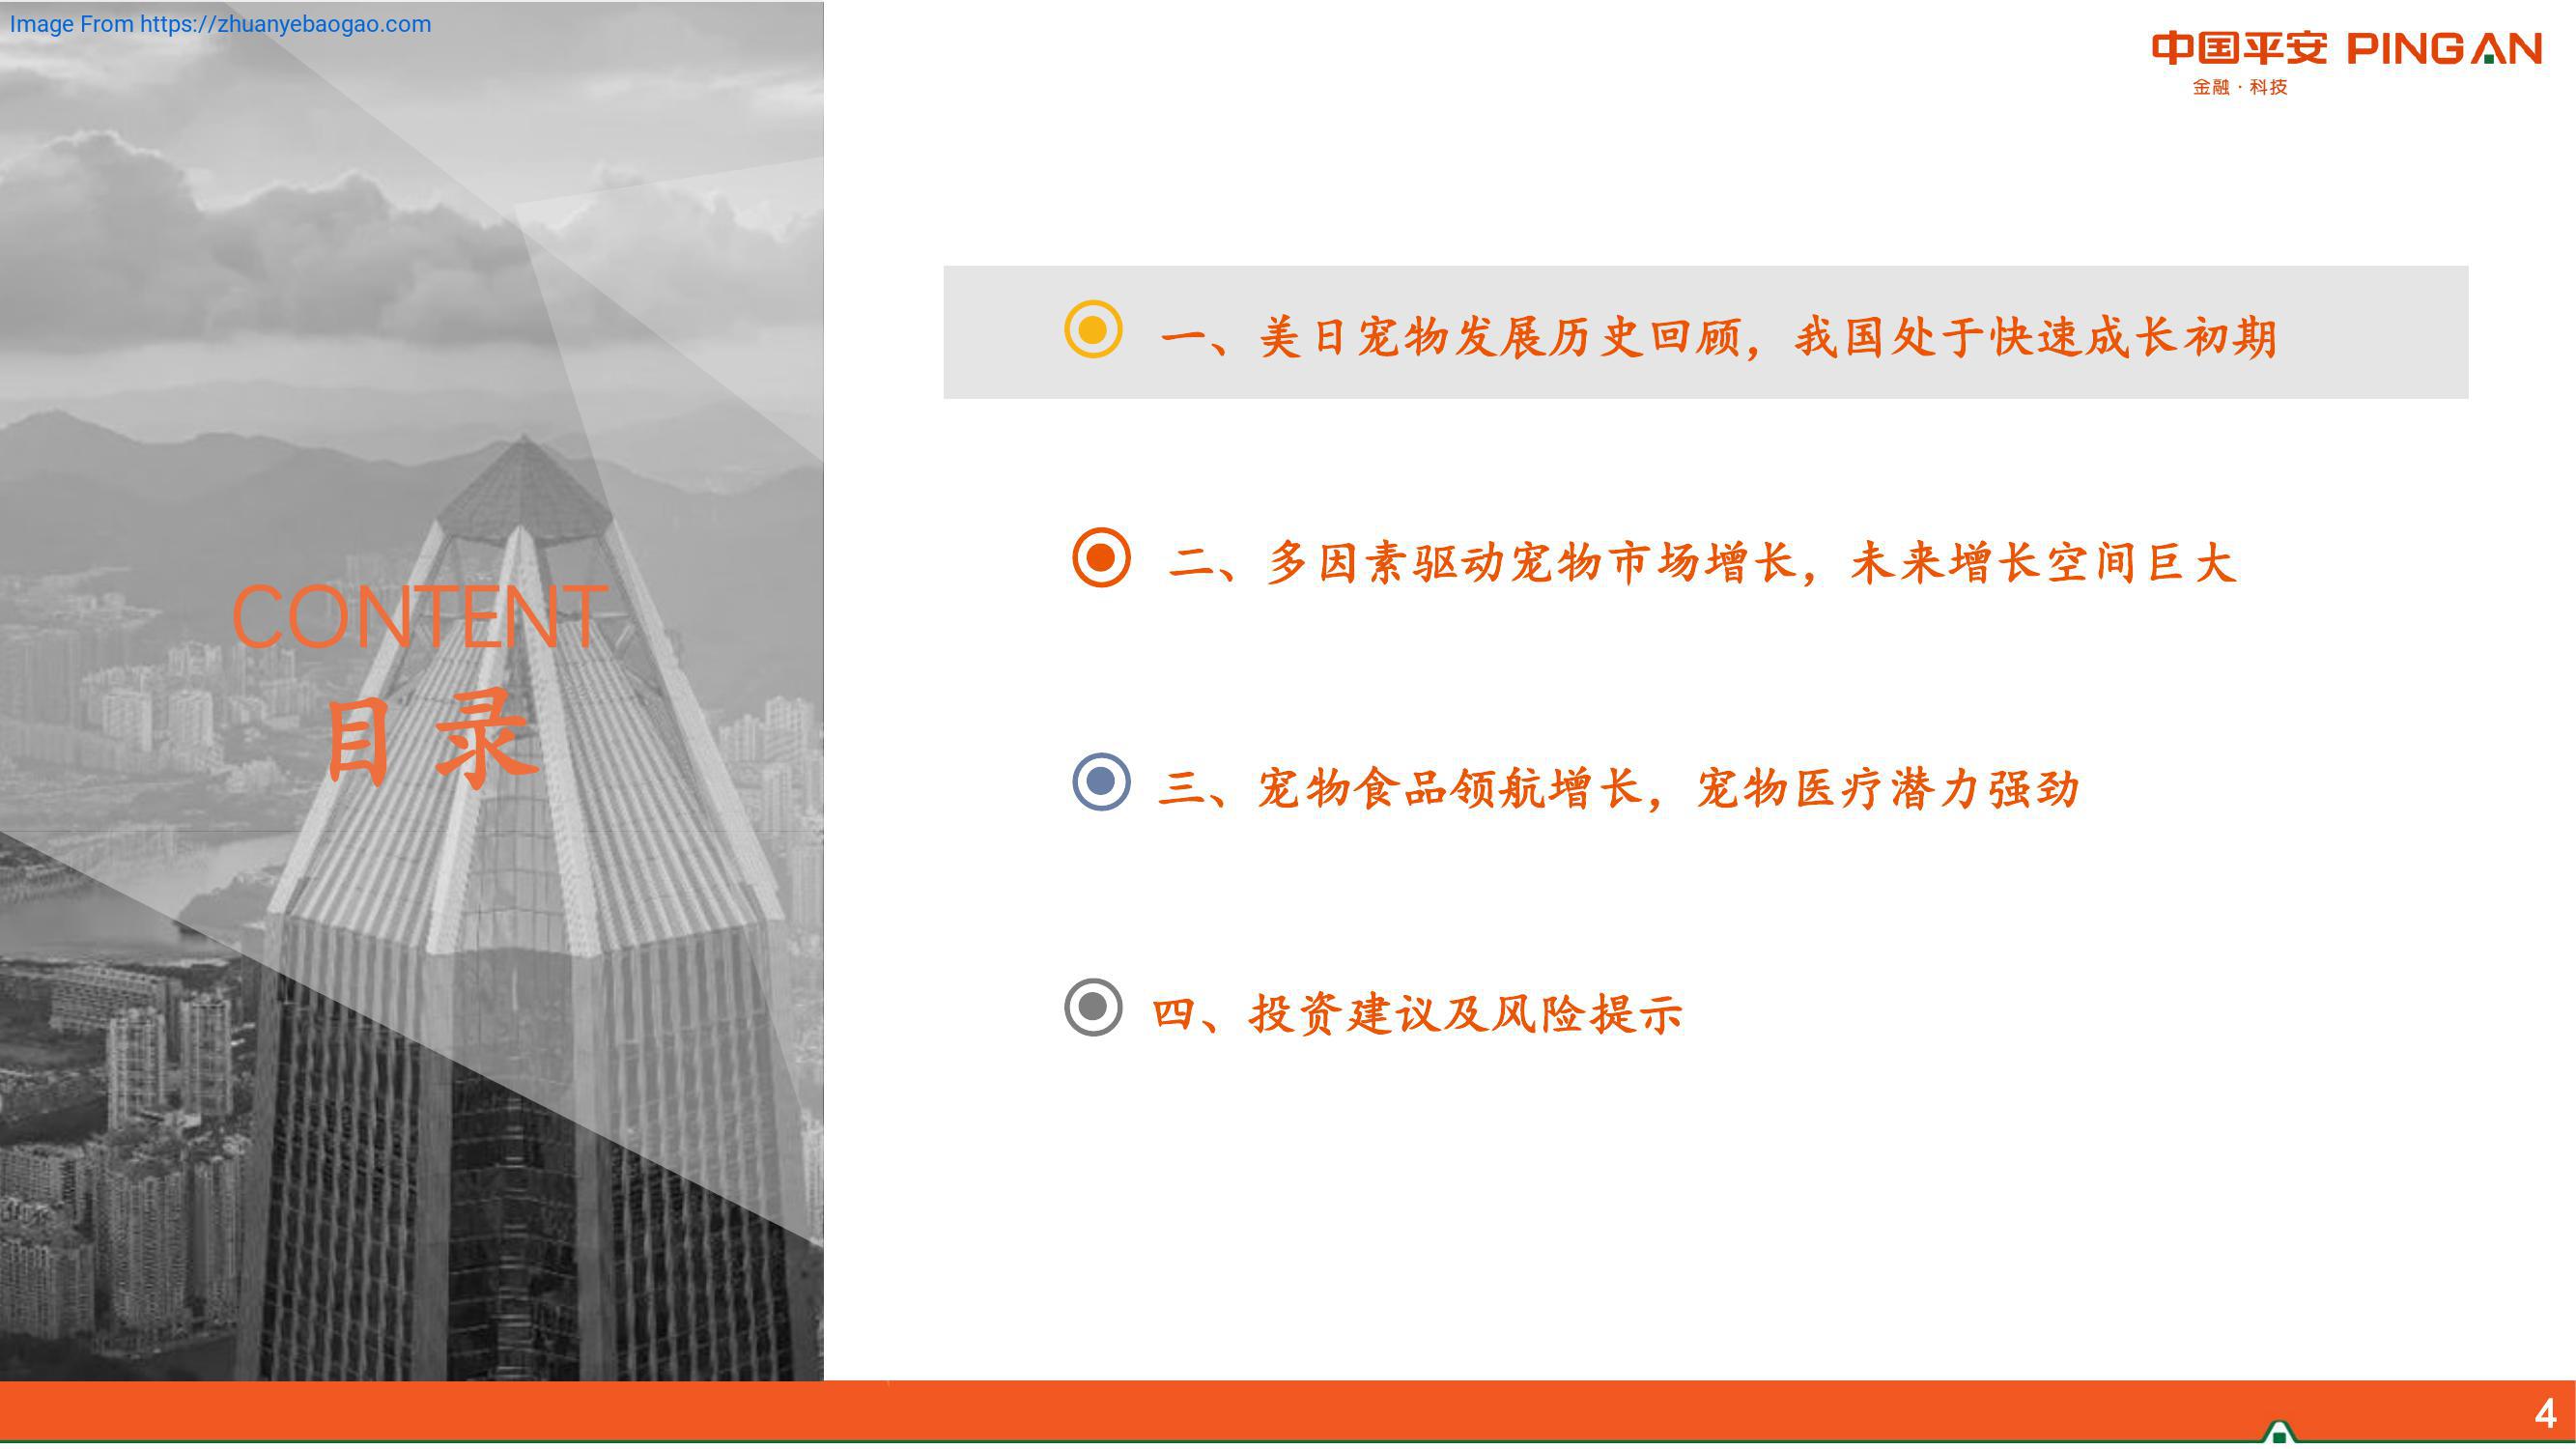 Image From https://zhuanyebaogao.com
中国平安 PINGAN
金融·科技
CONTENT
目录
一、美日宠物发展历史回顾，我国处于快速成长初期
二、多因素驱动宠物市场增长，未来增长空间巨大
三、宠物食品领航增长，宠物医疗潜力强劲
四、投资建议及风险提示
4